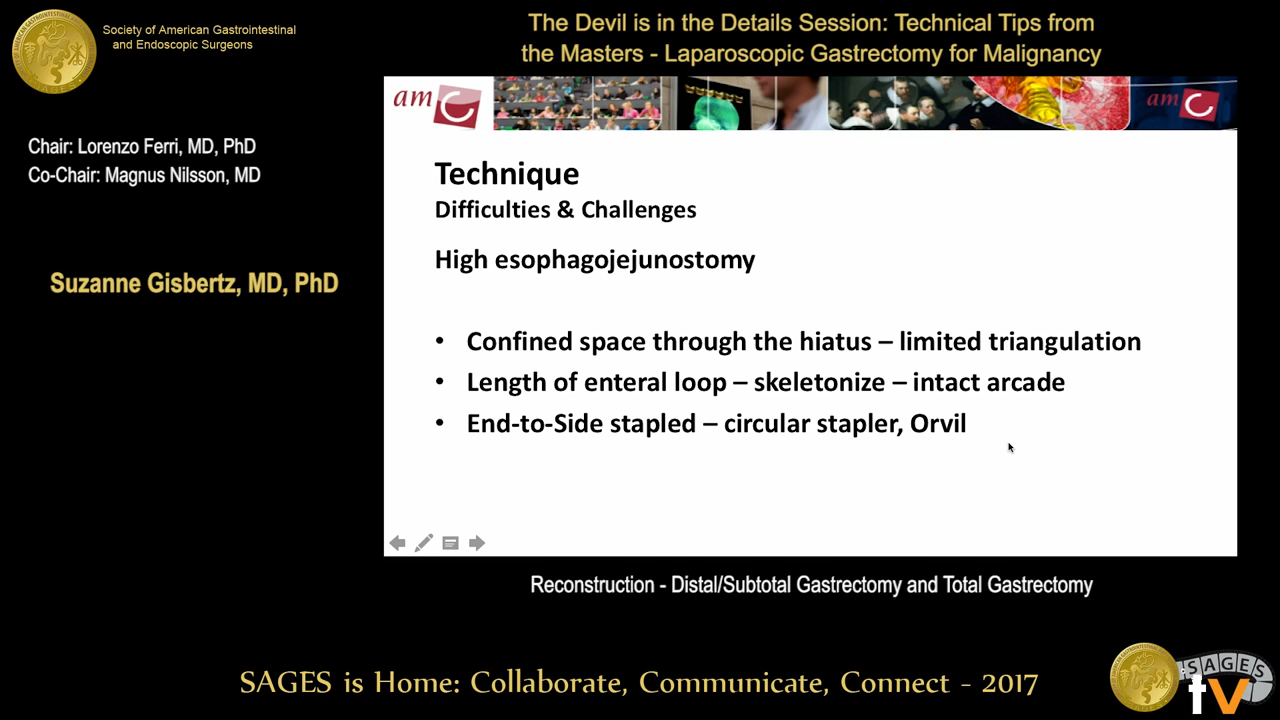 Society of American Gastrointestinal
and Endoscopic Surgeons
The Devil is in the Details Session: Technical Tips from
the Masters - Laparoscopic Gastrectomy for Malignancy
Chair: Lorenzo Ferri, MD, PhD
Co-Chair: Magnus Nilsson, MD
Suzanne Gisbertz, MD, PhD
amc
amc
Technique
Difficulties & Challenges
High esophagojejunostomy
• Confined space through the hiatus – limited triangulation
• Length of enteral loop – skeletonize – intact arcade
• End-to-Side stapled – circular stapler, Orvil
Reconstruction - Distal/Subtotal Gastrectomy and Total Gastrectomy
SAGES is Home: Collaborate, Communicate, Connect - 2017
SAGES
tv